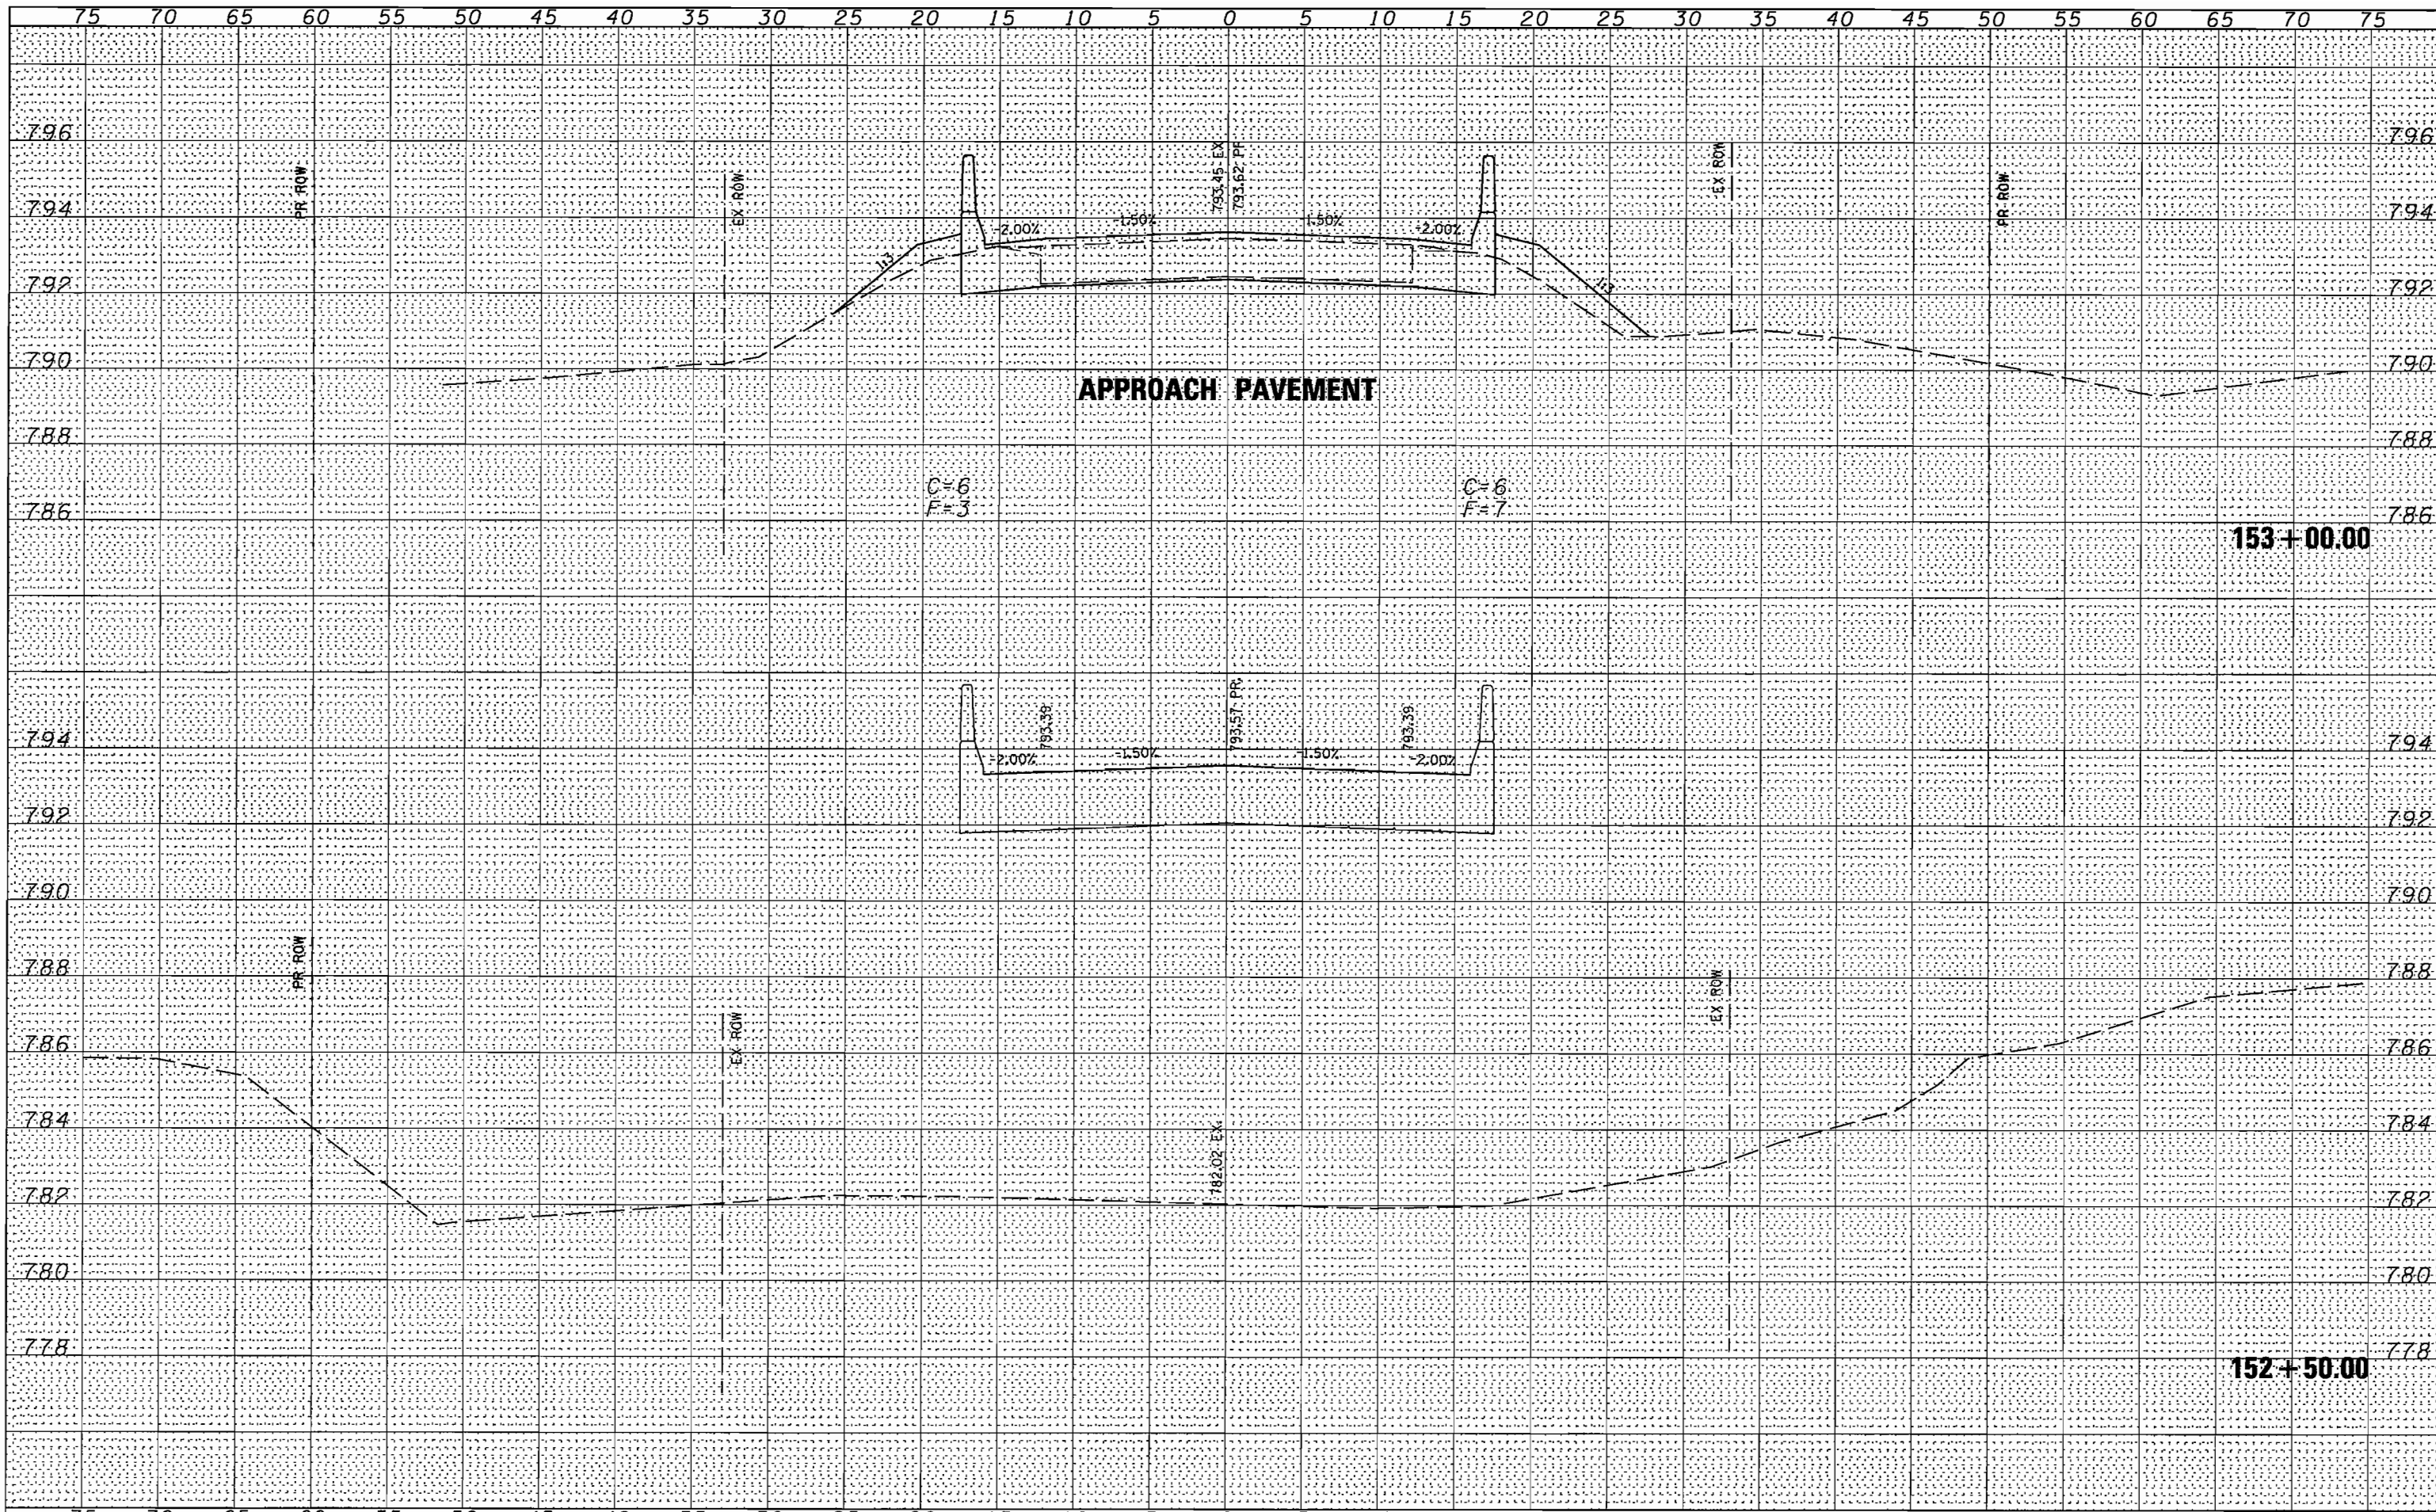 75 70 65 60 55 50 45 40 35 30 25 20 15 10 5 0 5 10 15 20 25 30 35 40 45 50 55 60 65 70 75
796 796
PR ROW
EX ROW
793.45 EX
793.62 PR
EX ROW
PR ROW
794 794
-2.00% -1.50% -1.50% -2.00%
1:3 1:3
792 792
790 790
APPROACH PAVEMENT
788 788
C=6 C=6
F=3 F=7
786 786
153+00.00
793.39
793.57 PR.
793.39
794 794
-2.00% -1.50% -1.50% -2.00%
792 792
790 790
PR ROW
788 788
EX ROW
EX ROW
786 786
784 784
782.02 EX.
782 782
780 780
778 778
152+50.00